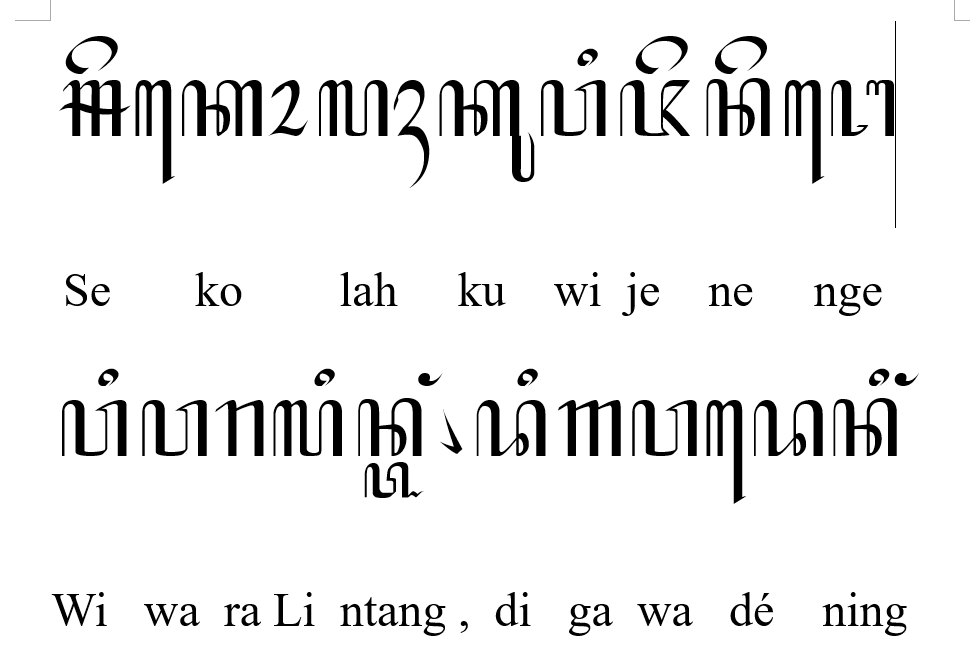 ꦯꦼꦏꦺꦴꦭꦃꦏꦸꦮꦶꦗꦼꦤꦼꦔꦺ
Se ko lah ku wi je ne nge
ꦮꦶꦮꦫꦭꦶꦤ꧀ꦠꦁ꧈ꦢꦶꦒꦮꦢꦺꦤꦶꦁ
Wi wa ra Li ntang , di ga wa dé ning